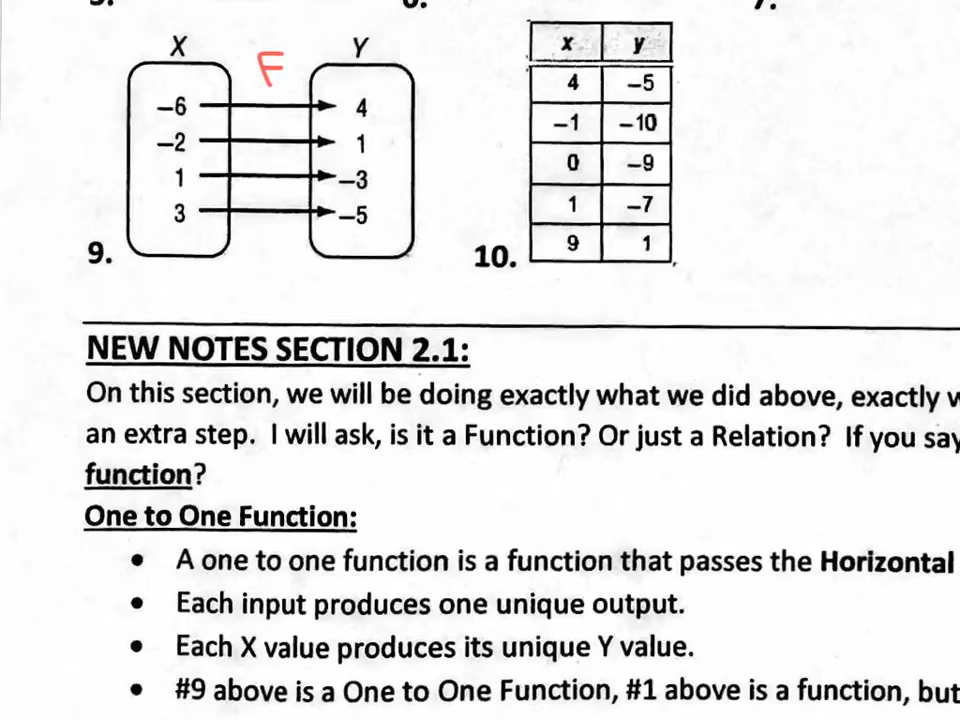 X F Y
-6 4
-2 1
1 -3
3 -5
9.
x y
4 -5
-1 -10
0 -9
1 -7
9 1
10.
NEW NOTES SECTION 2.1:
On this section, we will be doing exactly what we did above, exactly
an extra step. I will ask, is it a Function? Or just a Relation? If you say
function?
One to One Function:
• A one to one function is a function that passes the Horizontal
• Each input produces one unique output.
• Each X value produces its unique Y value.
• #9 above is a One to One Function, #1 above is a function, but